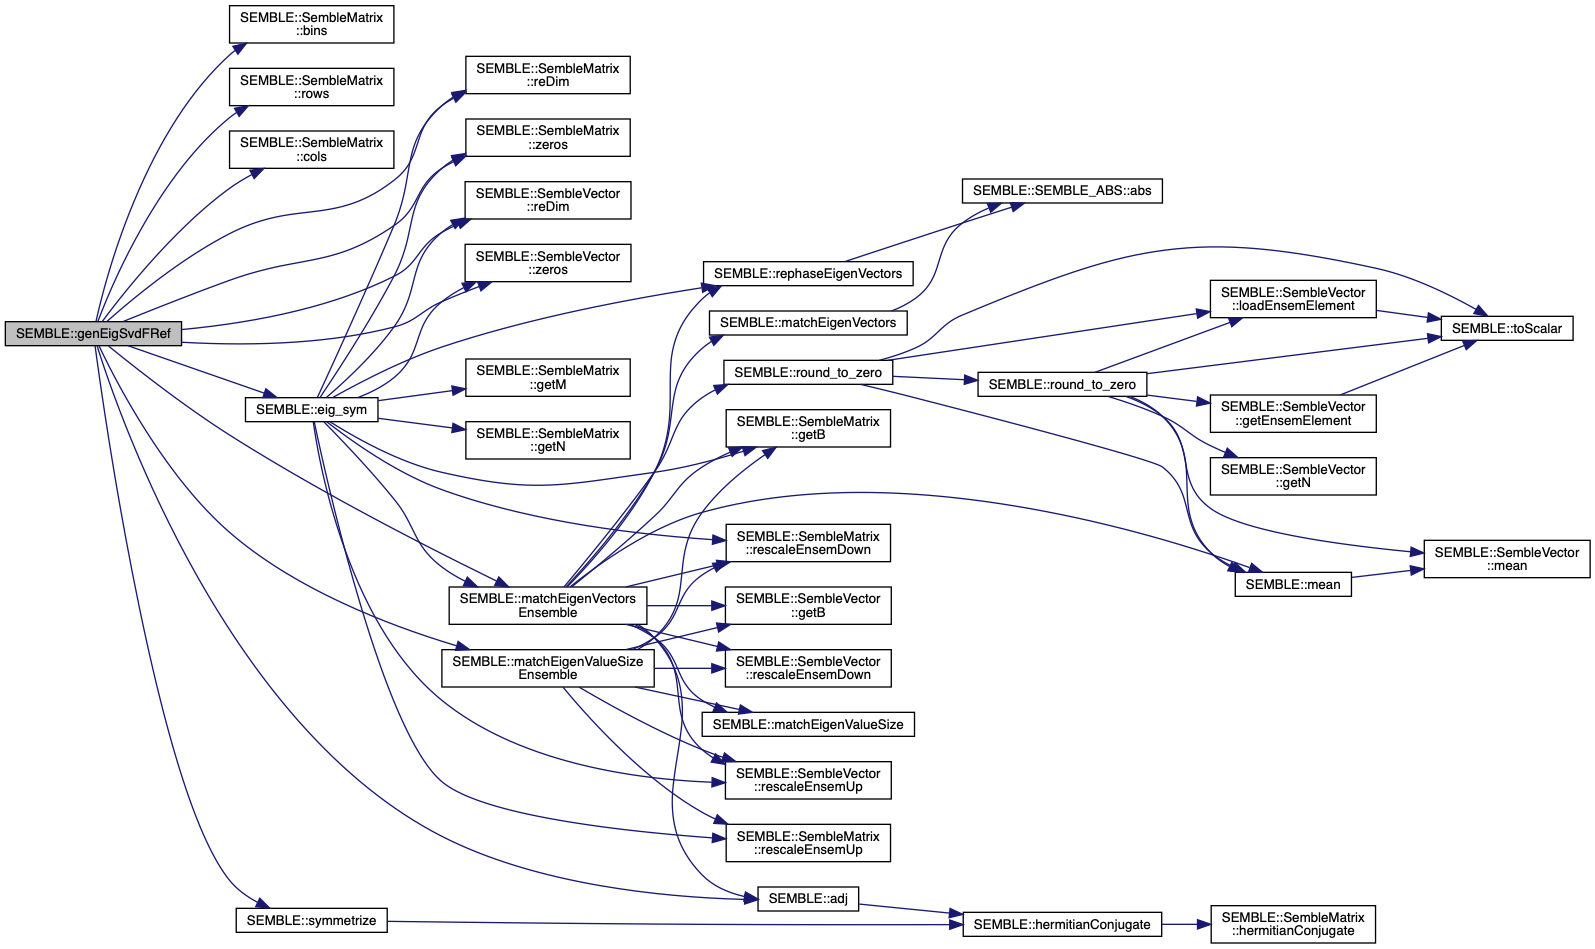 SEMBLE::genEigSvdFRef
SEMBLE::SembleMatrix
::bins
SEMBLE::SembleMatrix
::rows
SEMBLE::SembleMatrix
::cols
SEMBLE::eig_sym
SEMBLE::symmetrize
SEMBLE::SembleMatrix
::reDim
SEMBLE::SembleMatrix
::zeros
SEMBLE::SembleVector
::reDim
SEMBLE::SembleVector
::zeros
SEMBLE::SembleMatrix
::getM
SEMBLE::SembleMatrix
::getN
SEMBLE::matchEigenVectors
Ensemble
SEMBLE::matchEigenValueSize
Ensemble
SEMBLE::rephaseEigenVectors
SEMBLE::matchEigenVectors
SEMBLE::round_to_zero
SEMBLE::SembleMatrix
::getB
SEMBLE::SembleMatrix
::rescaleEnsemDown
SEMBLE::SembleVector
::getB
SEMBLE::SembleVector
::rescaleEnsemDown
SEMBLE::matchEigenValueSize
SEMBLE::SembleVector
::rescaleEnsemUp
SEMBLE::SembleMatrix
::rescaleEnsemUp
SEMBLE::adj
SEMBLE::SEMBLE_ABS::abs
SEMBLE::round_to_zero
SEMBLE::hermitianConjugate
SEMBLE::SembleVector
::loadEnsemElement
SEMBLE::SembleVector
::getEnsemElement
SEMBLE::SembleVector
::getN
SEMBLE::mean
SEMBLE::SembleMatrix
::hermitianConjugate
SEMBLE::toScalar
SEMBLE::SembleVector
::mean